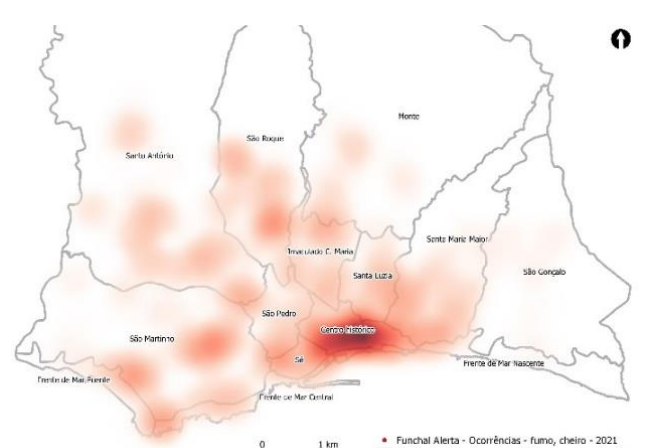 Monte
São Roque
Santo António
Santa Maria Maior
Imaculado C. Maria
São Gonçalo
Santa Luzia
São Pedro
Centro histórico
São Martinho
Sé
Frente de Mar Nascente
Frente de Mar Poente
Frente de Mar Central
0 1 km
Funchal Alerta - Ocorrências - fumo, cheiro - 2021